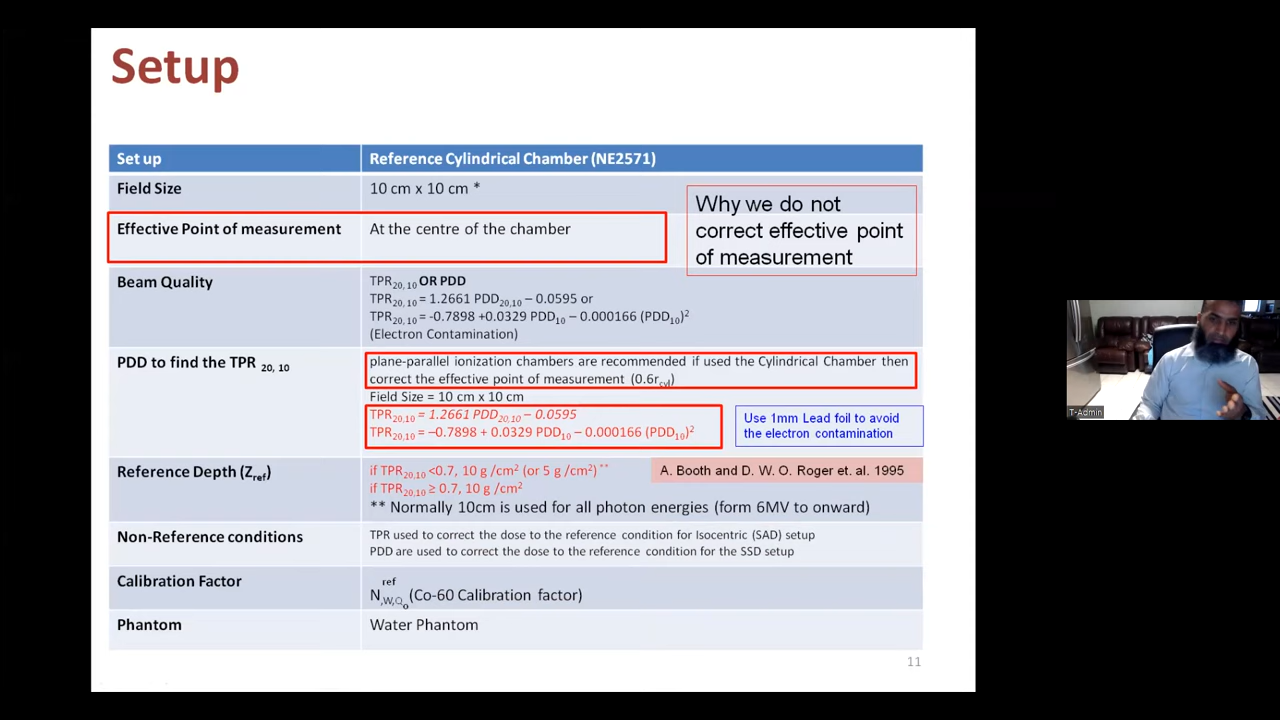 Setup
Set up
Reference Cylindrical Chamber (NE2571)
Field Size
10 cm x 10 cm *
Why we do not
correct effective point
of measurement
Effective Point of measurement
At the centre of the chamber
Beam Quality
TPR20, 10 OR PDD
TPR20, 10 = 1.2661 PDD20,10 – 0.0595 or
TPR20, 10 = -0.7898 +0.0329 PDD10 – 0.000166 (PDD10)2
(Electron Contamination)
PDD to find the TPR 20, 10
plane-parallel ionization chambers are recommended if used the Cylindrical Chamber then
correct the effective point of measurement (0.6rcyl)
Field Size = 10 cm x 10 cm
TPR20,10 = 1.2661 PDD20,10 – 0.0595
TPR20,10 = –0.7898 + 0.0329 PDD10 – 0.000166 (PDD10)2
Use 1mm Lead foil to avoid
the electron contamination
Reference Depth (Zref)
if TPR20,10 <0.7, 10 g /cm2 (or 5 g /cm2) **
if TPR20,10 ≥ 0.7, 10 g /cm2
A. Booth and D. W. O. Roger et. al. 1995
** Normally 10cm is used for all photon energies (form 6MV to onward)
Non-Reference conditions
TPR used to correct the dose to the reference condition for Isocentric (SAD) setup
PDD are used to correct the dose to the reference condition for the SSD setup
Calibration Factor
ref
N,W,Qo (Co-60 Calibration factor)
Phantom
Water Phantom
11
T-Admin